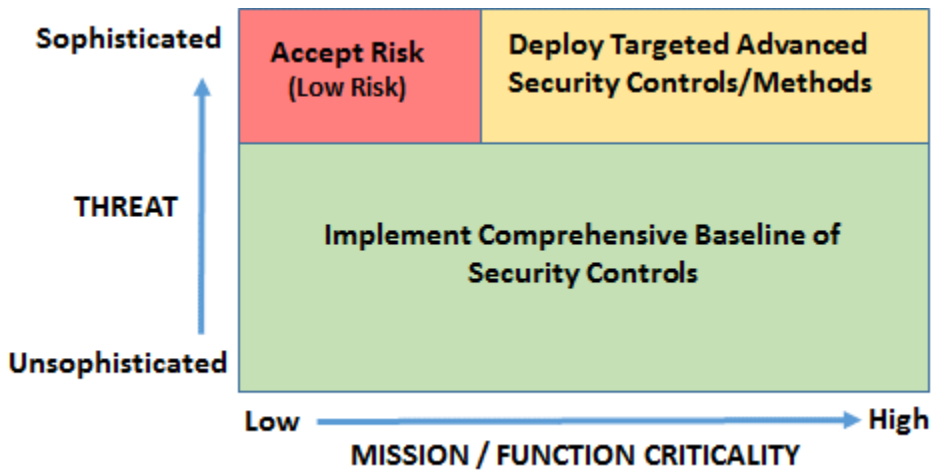 Sophisticated
Accept Risk
(Low Risk)
Deploy Targeted Advanced
Security Controls/Methods
THREAT
Implement Comprehensive Baseline of
Security Controls
Unsophisticated
Low
High
MISSION / FUNCTION CRITICALITY